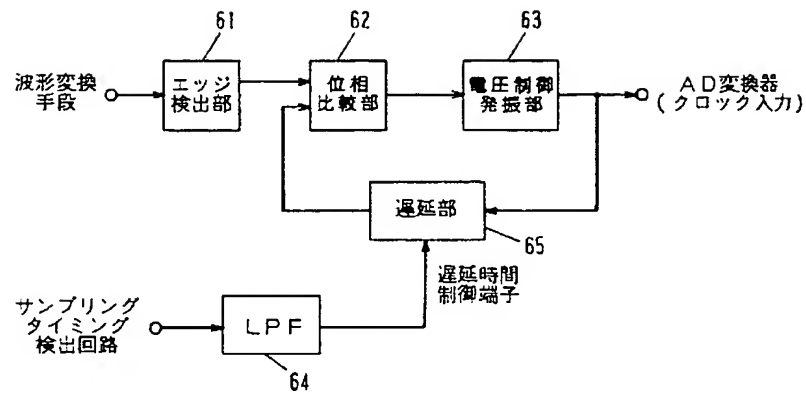 61
62
63
波形変換
手段
エッジ
検出部
位相
比較部
電圧制御
発振部
AD変換器
(クロック入力)
遅延部
65
遅延時間
制御端子
サンプリング
タイミング
検出回路
LPF
64